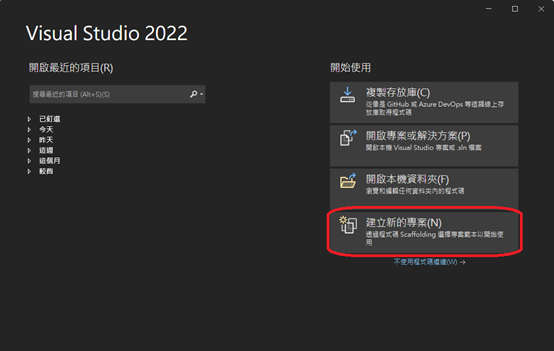 Visual Studio 2022
開啟最近的項目(R)
搜尋最近的項目 (Alt+S)(S)
已釘選
今天
昨天
這週
這個月
較舊
開始使用
複製存放庫(C)
從像是 GitHub 或 Azure DevOps 等這類線上存
放庫取得程式碼
開啟專案或解決方案(P)
開啟本機 Visual Studio 專案或 .sln 檔案
開啟本機資料夾(F)
瀏覽和編輯任何資料夾內的程式碼
建立新的專案(N)
透過程式碼 Scaffolding 選擇專案範本以開始使
用
不使用程式碼繼續(W) →